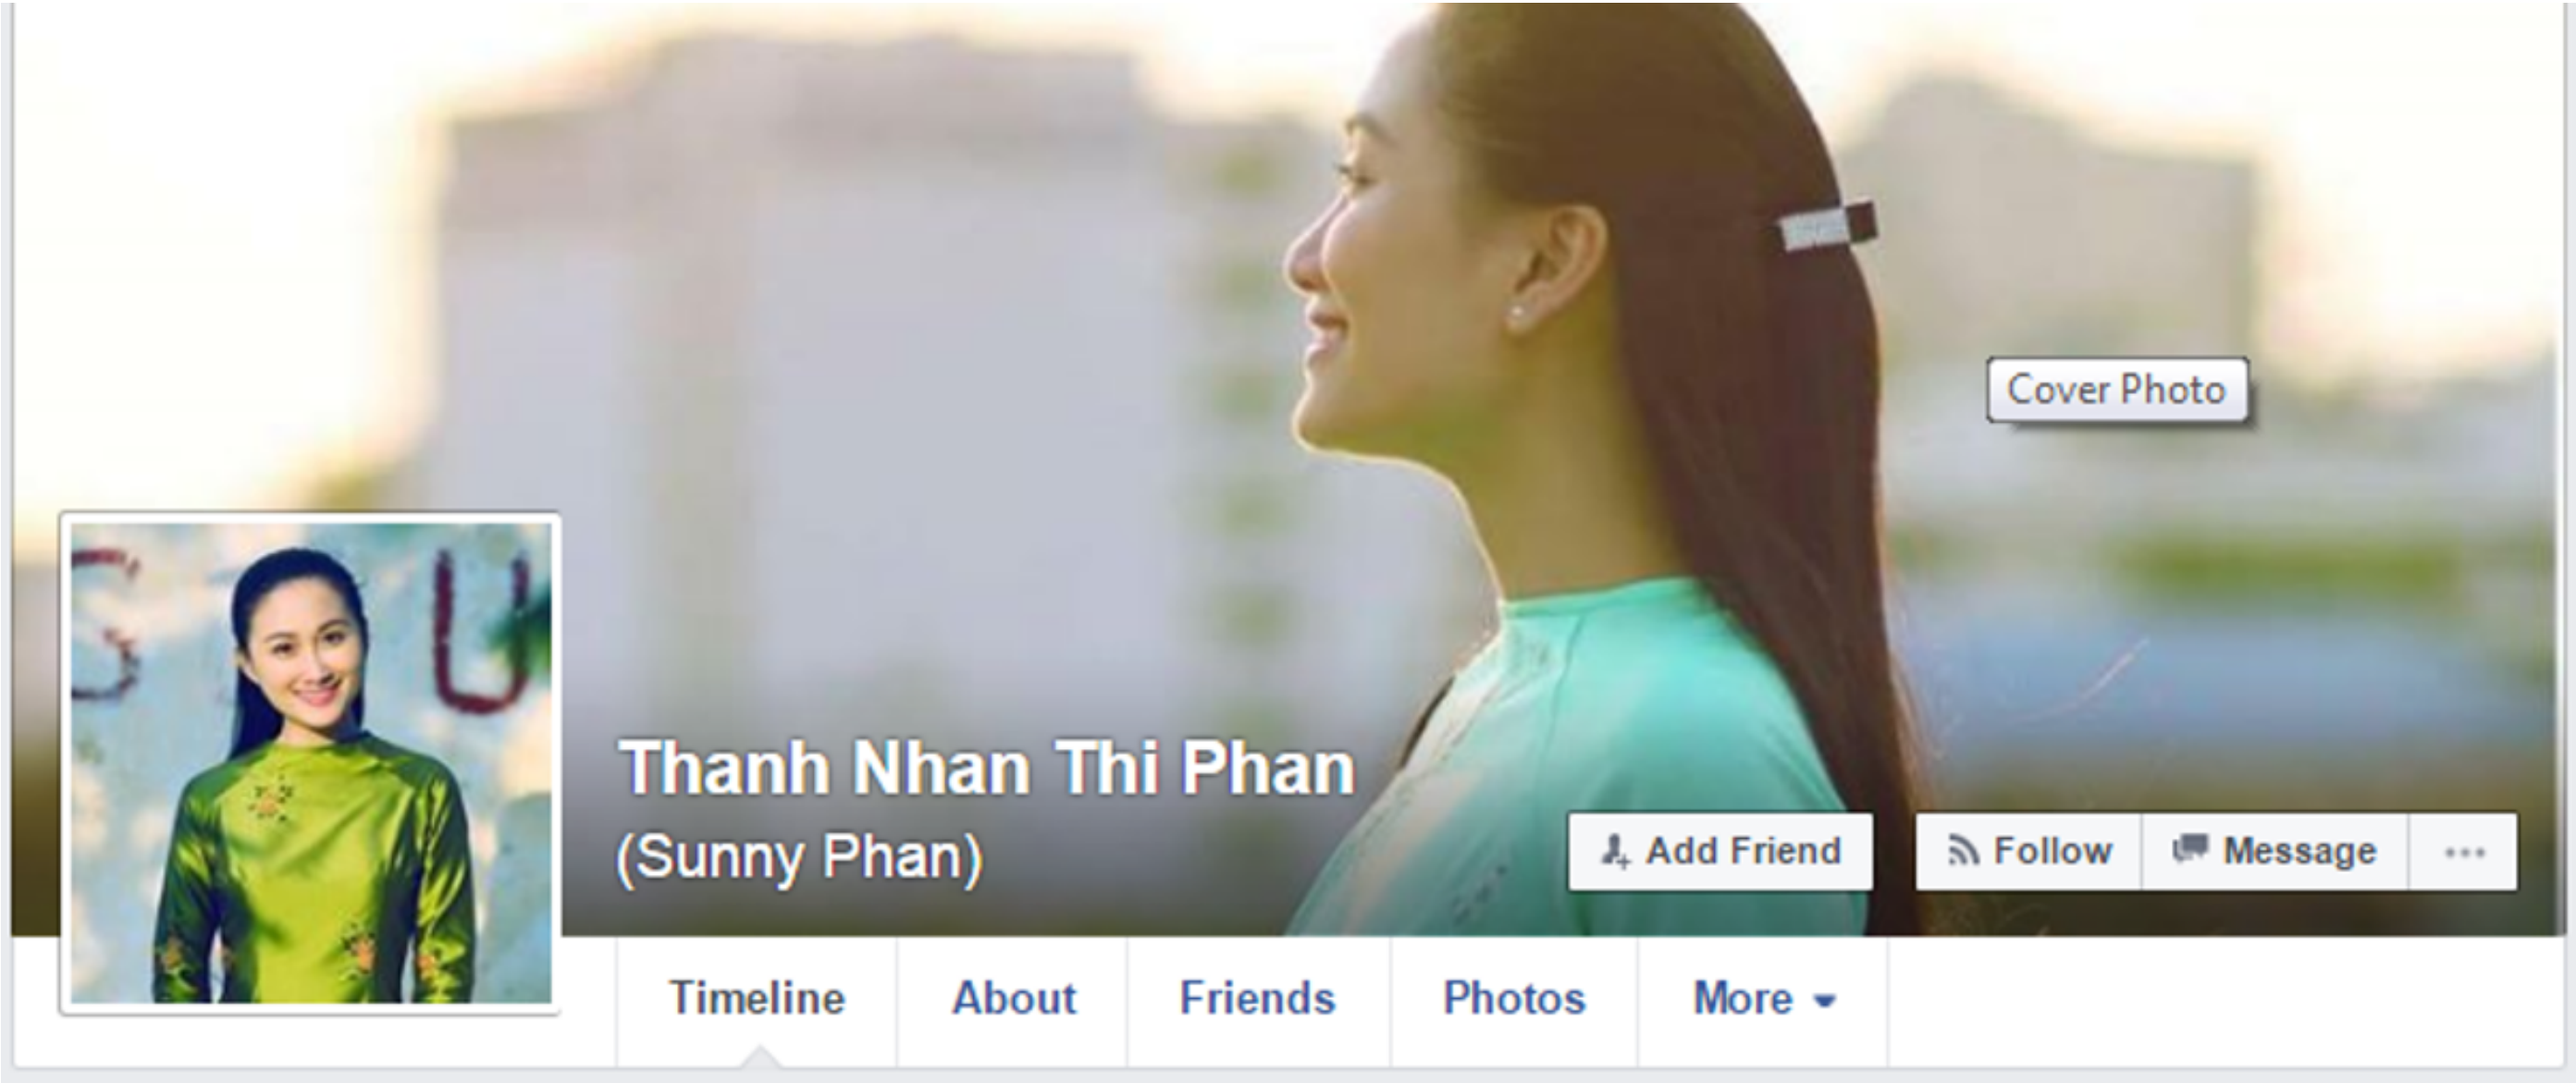 Cover Photo
G U
Thanh Nhan Thi Phan
(Sunny Phan)
Add Friend Follow Message ...
Timeline About Friends Photos More